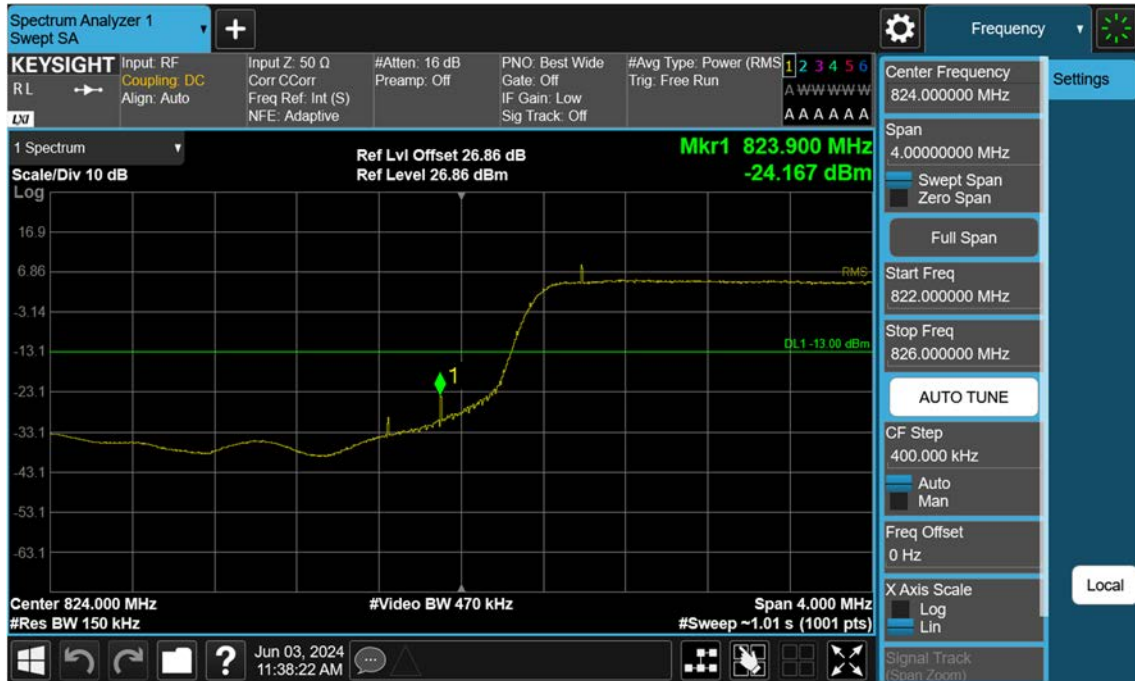 Spectrum Analyzer 1
Swept SA
+
Frequency
KEYSIGHT
RL
LXI
Input: RF
Coupling: DC
Align: Auto
Input Z: 50 Ω
Corr CCorr
Freq Ref: Int (S)
NFE: Adaptive
#Atten: 16 dB
Preamp: Off
PNO: Best Wide
Gate: Off
IF Gain: Low
Sig Track: Off
#Avg Type: Power (RMS
Trig: Free Run
1 2 3 4 5 6
A W W W W W
A A A A A A
1 Spectrum
Scale/Div 10 dB
Ref Lvl Offset 26.86 dB
Ref Level 26.86 dBm
Mkr1 823.900 MHz
-24.167 dBm
Log
16.9
6.86
-3.14
-13.1
-23.1
-33.1
-43.1
-53.1
-63.1
RMS
DL1 -13.00 dBm
1
Center 824.000 MHz
#Res BW 150 kHz
#Video BW 470 kHz
Span 4.000 MHz
#Sweep ~1.01 s (1001 pts)
Jun 03, 2024
11:38:22 AM
?
Center Frequency
824.000000 MHz
Span
4.00000000 MHz
Swept Span
Zero Span
Full Span
Start Freq
822.000000 MHz
Stop Freq
826.000000 MHz
AUTO TUNE
CF Step
400.000 kHz
Auto
Man
Freq Offset
0 Hz
X Axis Scale
Log
Lin
Signal Track
(Span Zoom)
Settings
Local